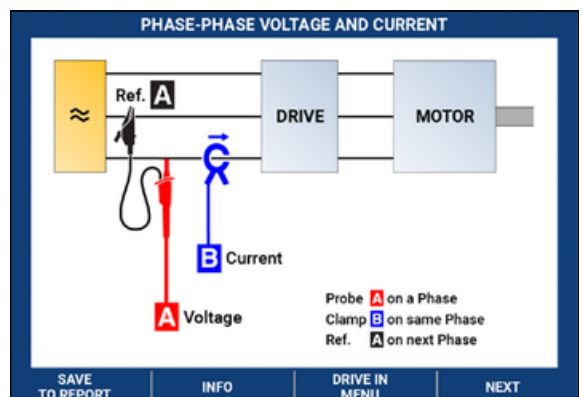 PHASE-PHASE VOLTAGE AND CURRENT
Ref. A
≈
DRIVE
MOTOR
B Current
A Voltage
Probe A on a Phase
Clamp B on same Phase
Ref. A on next Phase
SAVE
TO REPORT
INFO
DRIVE IN
MENU
NEXT